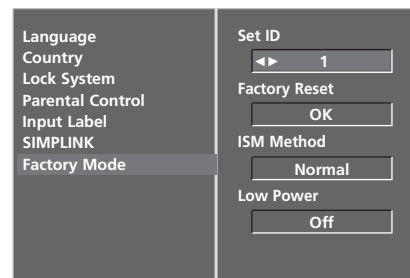 Language
Country
Lock System
Parental Control
Input Label
SIMPLINK
Factory Mode
Set ID
◀▶ 1
Factory Reset
OK
ISM Method
Normal
Low Power
Off